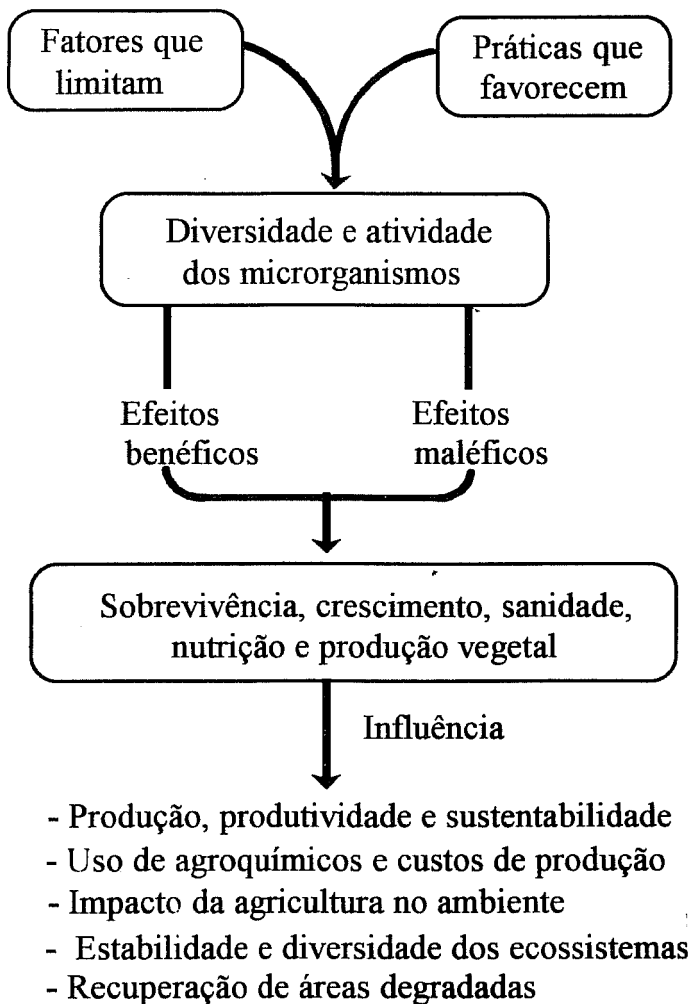 Fatores que
limitam
Práticas que
favorecem
Diversidade e atividade
dos microrganismos
Efeitos
benéficos
Efeitos
maléficos
Sobrevivência, crescimento, sanidade,
nutrição e produção vegetal
Influência
- Produção, produtividade e sustentabilidade
- Uso de agroquímicos e custos de produção
- Impacto da agricultura no ambiente
- Estabilidade e diversidade dos ecossistemas
- Recuperação de áreas degradadas